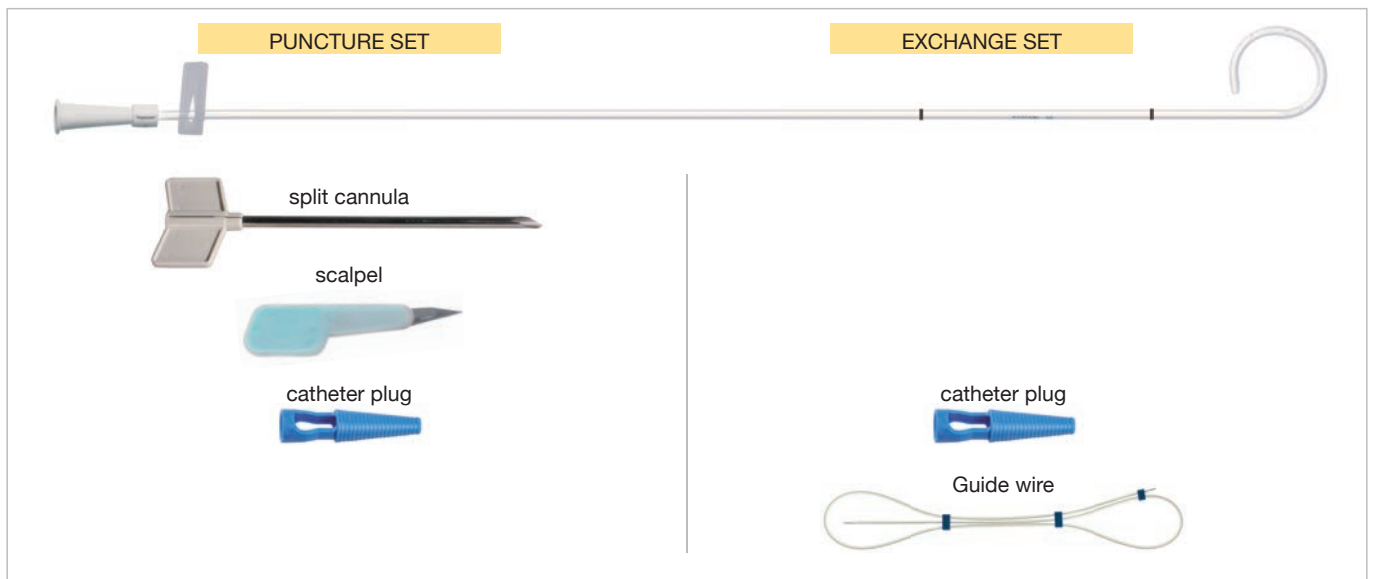 PUNCTURE SET
EXCHANGE SET
split cannula
scalpel
catheter plug
catheter plug
Guide wire